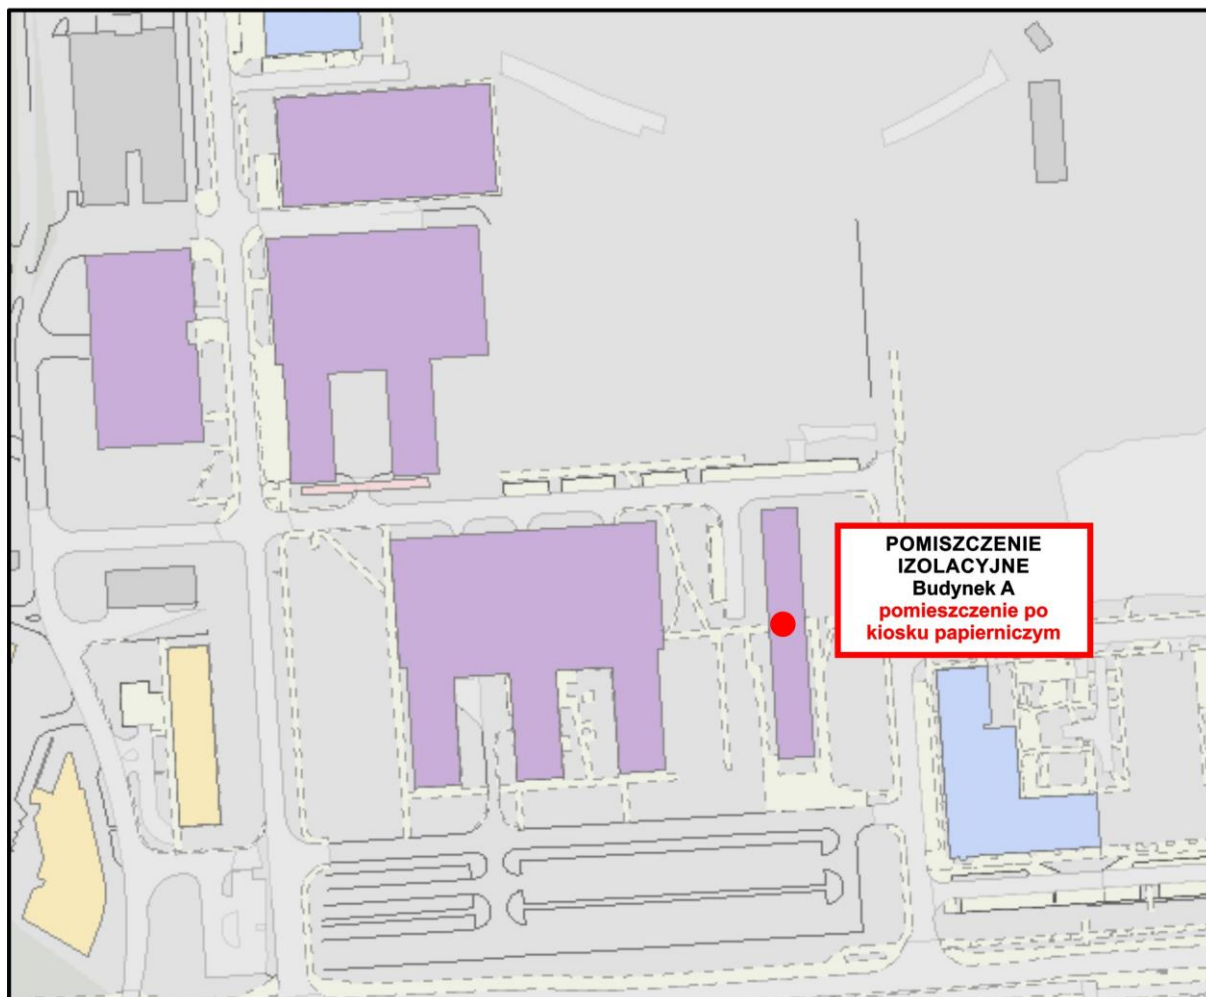 POMISZCZENIE
IZOLACYJNE
Budynek A
pomieszczenie po
kiosku papierniczym